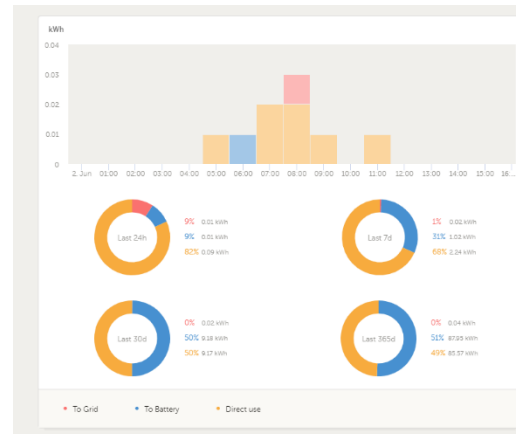 kWh
0.04
0.03
0.02
0.01
0
2. Jun 01:00 02:00 03:00 04:00 05:00 06:00 07:00 08:00 09:00 10:00 11:00 12:00 13:00 14:00 15:00 16...
Last 24h
9% 0.01 kWh
9% 0.01 kWh
82% 0.09 kWh
Last 7d
1% 0.02 kWh
31% 1.03 kWh
68% 2.24 kWh
Last 30d
0% 0.02 kWh
50% 9.18 kWh
50% 9.17 kWh
Last 365d
0% 0.04 kWh
51% 87.95 kWh
49% 85.57 kWh
To Grid To Battery Direct use